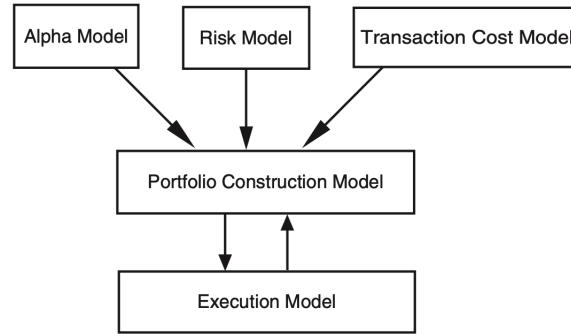 Alpha Model
Risk Model
Transaction Cost Model
Portfolio Construction Model
Execution Model